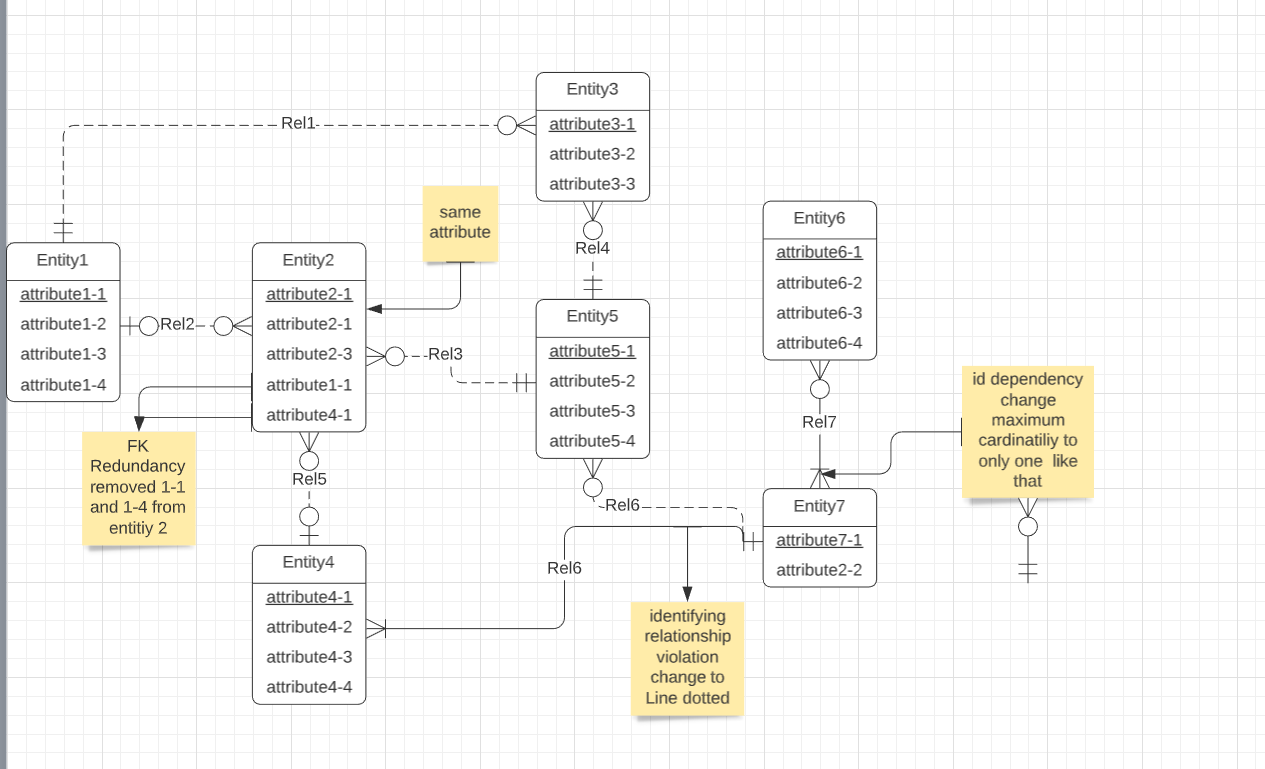 Entity3
attribute3-1
attribute3-2
attribute3-3
Rel1
same
attribute
Rel4
Entity6
attribute6-1
attribute6-2
attribute6-3
attribute6-4
Entity1
attribute1-1
attribute1-2
attribute1-3
attribute1-4
Rel2
Entity2
attribute2-1
attribute2-1
attribute2-3
attribute1-1
attribute4-1
Rel3
Entity5
attribute5-1
attribute5-2
attribute5-3
attribute5-4
Rel7
id dependency
change
maximum
cardinatiliy to
only one like
that
FK
Redundancy
removed 1-1
and 1-4 from
entitiy 2
Rel5
Rel6
Entity7
attribute7-1
attribute2-2
Entity4
attribute4-1
attribute4-2
attribute4-3
attribute4-4
Rel6
identifying
relationship
violation
change to
Line dotted